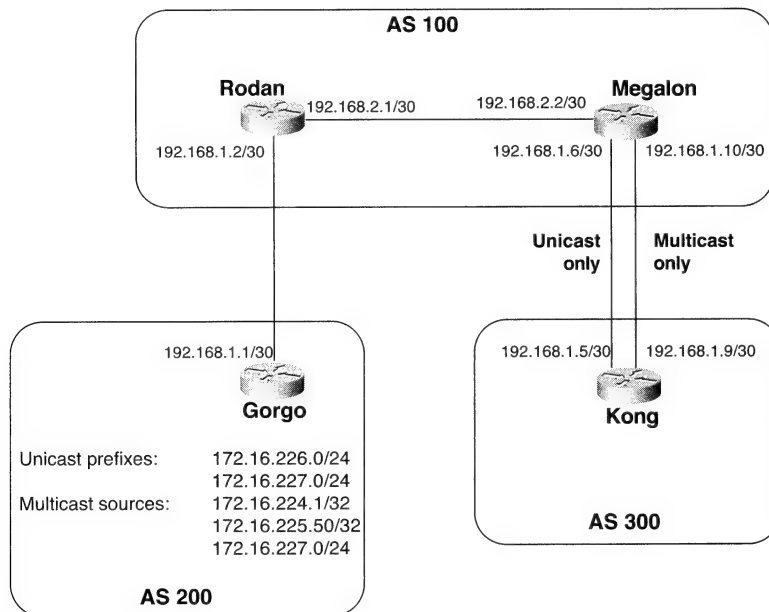 AS 100
Rodan
Megalon
192.168.2.1/30
192.168.2.2/30
192.168.1.2/30
192.168.1.6/30
192.168.1.10/30
Unicast only
Multicast only
192.168.1.1/30
Gorgo
192.168.1.5/30
192.168.1.9/30
Kong
Unicast prefixes: 172.16.226.0/24
172.16.227.0/24
Multicast sources: 172.16.224.1/32
172.16.225.50/32
172.16.227.0/24
AS 300
AS 200